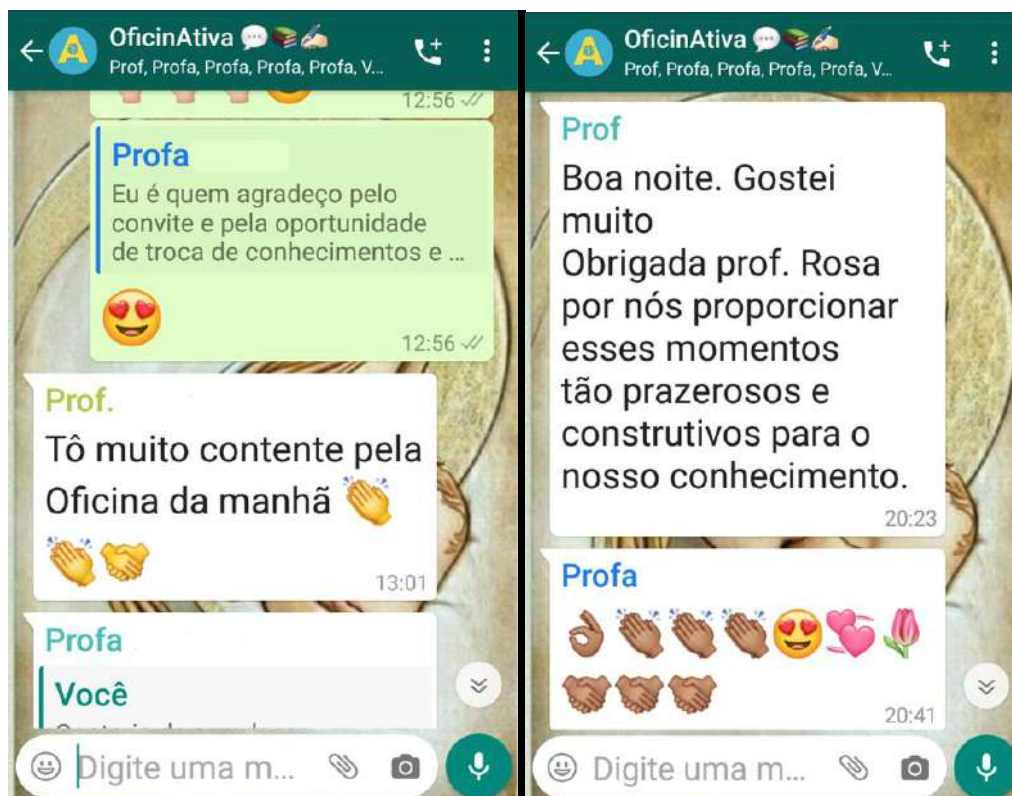 OficinAtiva
Prof, Profa, Profa, Profa, Profa, V...
12:56
Profa
Eu é quem agradeço pelo
convite e pela oportunidade
de troca de conhecimentos e ...
12:56
Prof.
Tô muito contente pela
Oficina da manhã
13:01
Profa
Você
Digite uma m...
OficinAtiva
Prof, Profa, Profa, Profa, Profa, V...
Prof
Boa noite. Gostei
muito
Obrigada prof. Rosa
por nós proporcionar
esses momentos
tão prazerosos e
construtivos para o
nosso conhecimento.
20:23
Profa
20:41
Digite uma m...